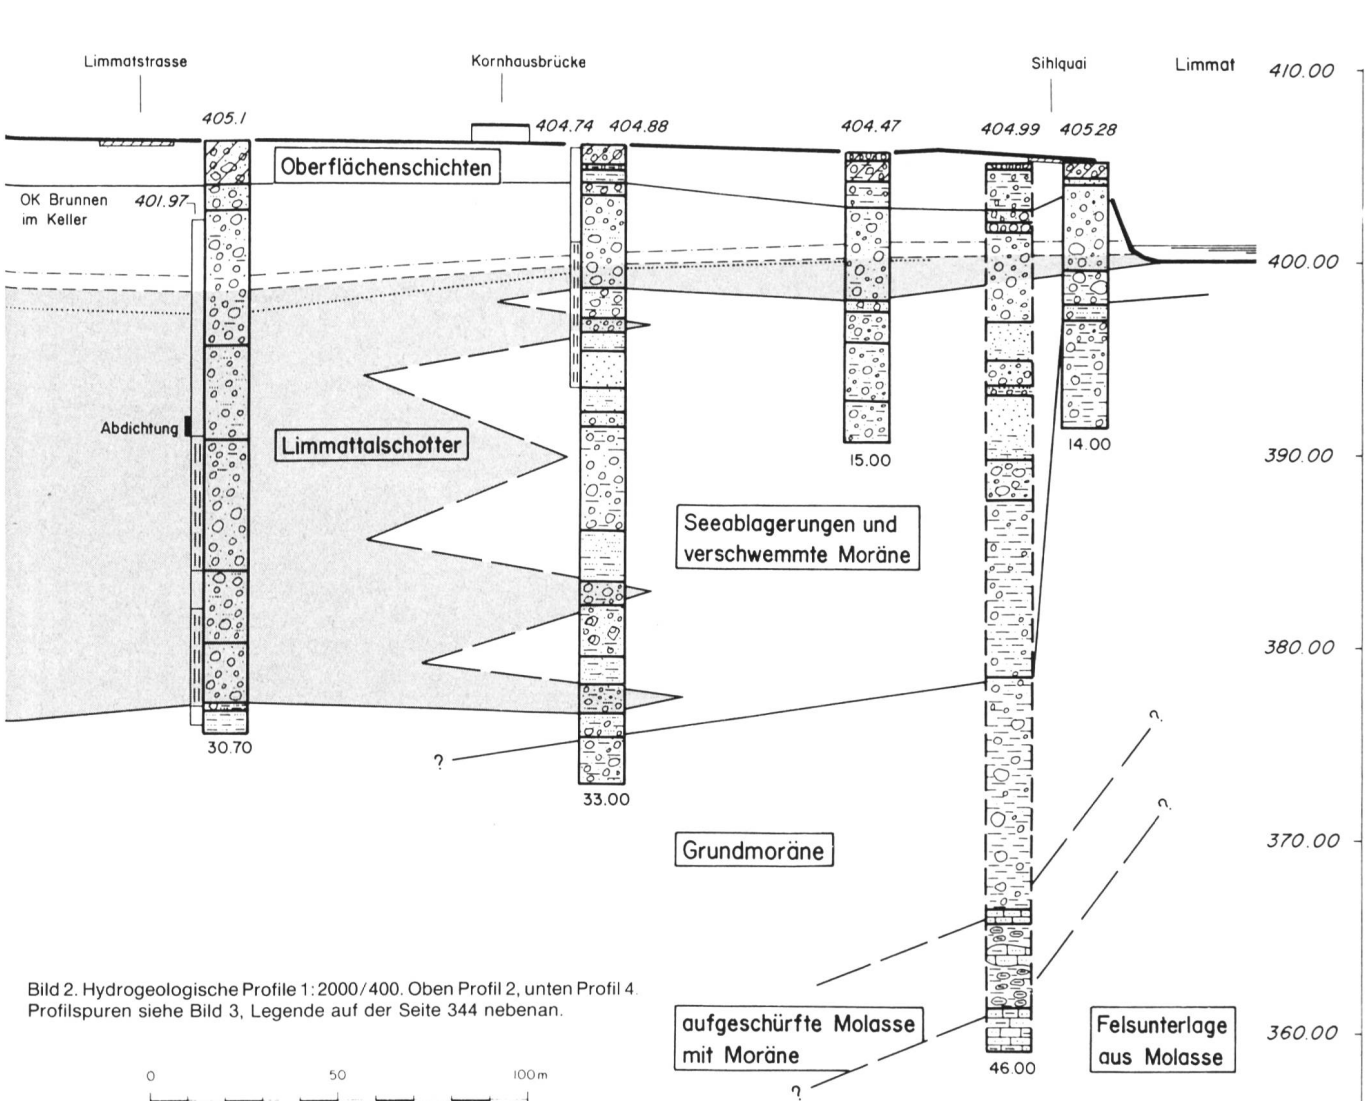 Limmatstrasse
Kornhausbrücke
Sihlquai
Limmat
410.00
405.1
404.74
404.88
404.47
404.99
405.28
Oberflächenschichten
OK Brunnen
im Keller
401.97
400.00
Abdichtung
Limmattalschotter
14.00
15.00
390.00
Seeablagerungen und
verschwemmte Moräne
380.00
30.70
?
?
33.00
?
370.00
Grundmoräne
Bild 2. Hydrogeologische Profile 1:2000/400. Oben Profil 2, unten Profil 4.
Profilspuren siehe Bild 3, Legende auf der Seite 344 nebenan.
aufgeschürfte Molasse
mit Moräne
Felsunterlage
aus Molasse
360.00
46.00
?
0
50
100 m